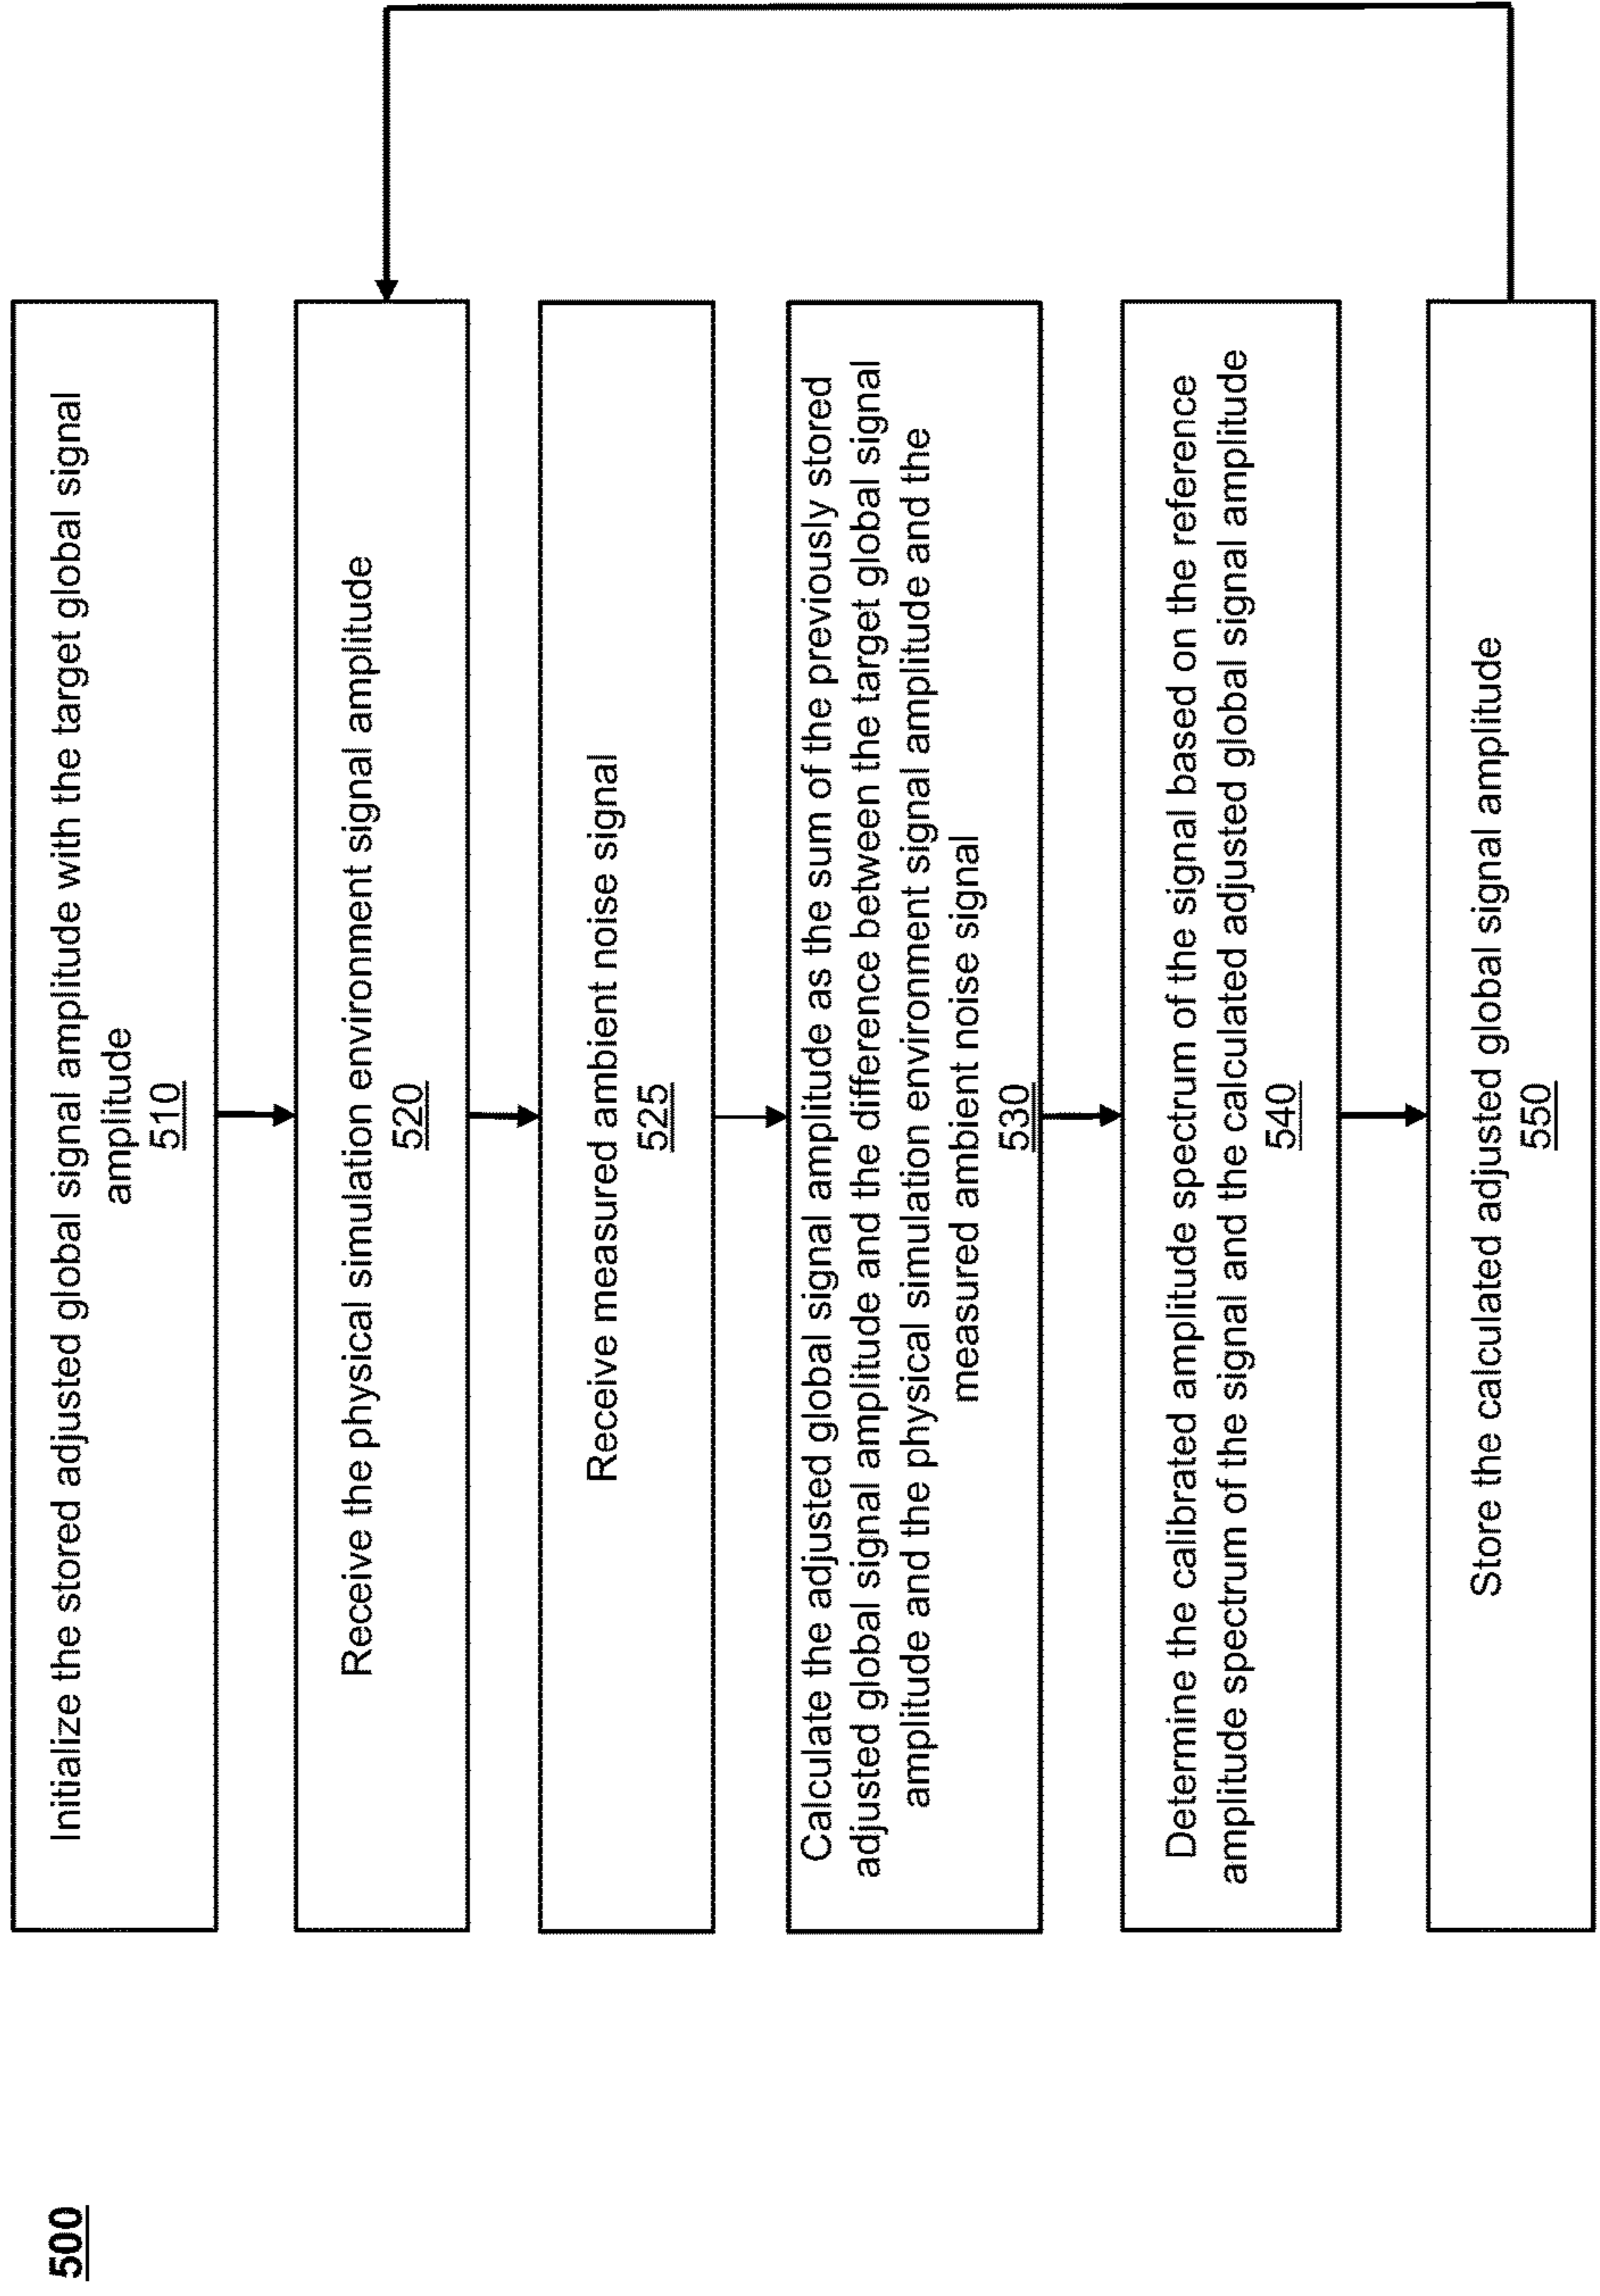 500
Initialize the stored adjusted global signal amplitude with the target global signal
amplitude
510
Receive the physical simulation environment signal amplitude
520
Receive measured ambient noise signal
525
Calculate the adjusted global signal amplitude as the sum of the previously stored
adjusted global signal amplitude and the difference between the target global signal
amplitude and the physical simulation environment signal amplitude and the
measured ambient noise signal
530
Determine the calibrated amplitude spectrum of the signal based on the reference
amplitude spectrum of the signal and the calculated adjusted global signal amplitude
540
Store the calculated adjusted global signal amplitude
550